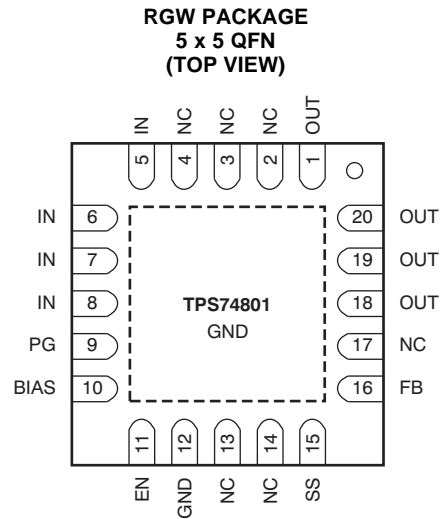 RGW PACKAGE
5 x 5 QFN
(TOP VIEW)
IN NC NC NC OUT
5 4 3 2 1
IN 6 20 OUT
IN 7 19 OUT
IN 8 TPS74801 18 OUT
GND
PG 9 17 NC
BIAS 10 16 FB
11 12 13 14 15
EN GND NC NC SS